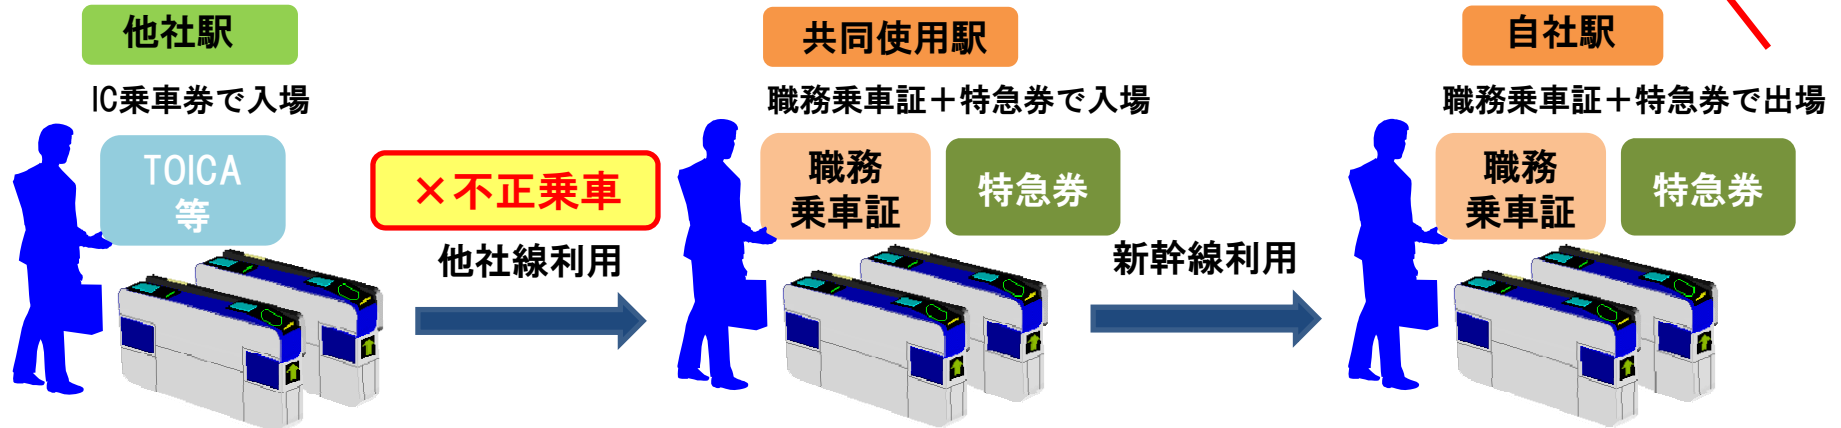 他社駅
IC乗車券で入場
TOICA
等
×不正乗車
他社線利用
共同使用駅
職務乗車証＋特急券で入場
職務
乗車証
特急券
新幹線利用
自社駅
職務乗車証＋特急券で出場
職務
乗車証
特急券